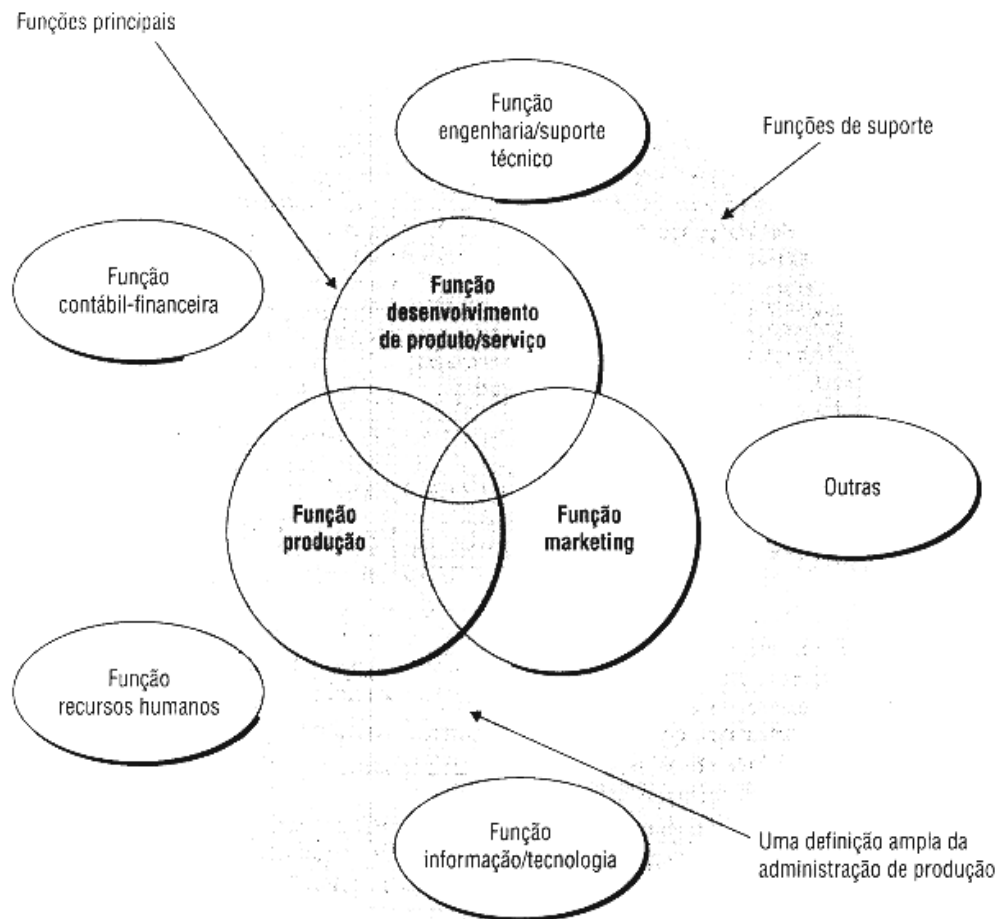 Funções principais
Função
engenharia/suporte
técnico
Funções de suporte
Função
contábil-financeira
Função
desenvolvimento
de produto/serviço
Outras
Função
produção
Função
marketing
Função
recursos humanos
Função
informação/tecnologia
Uma definição ampla da
administração de produção